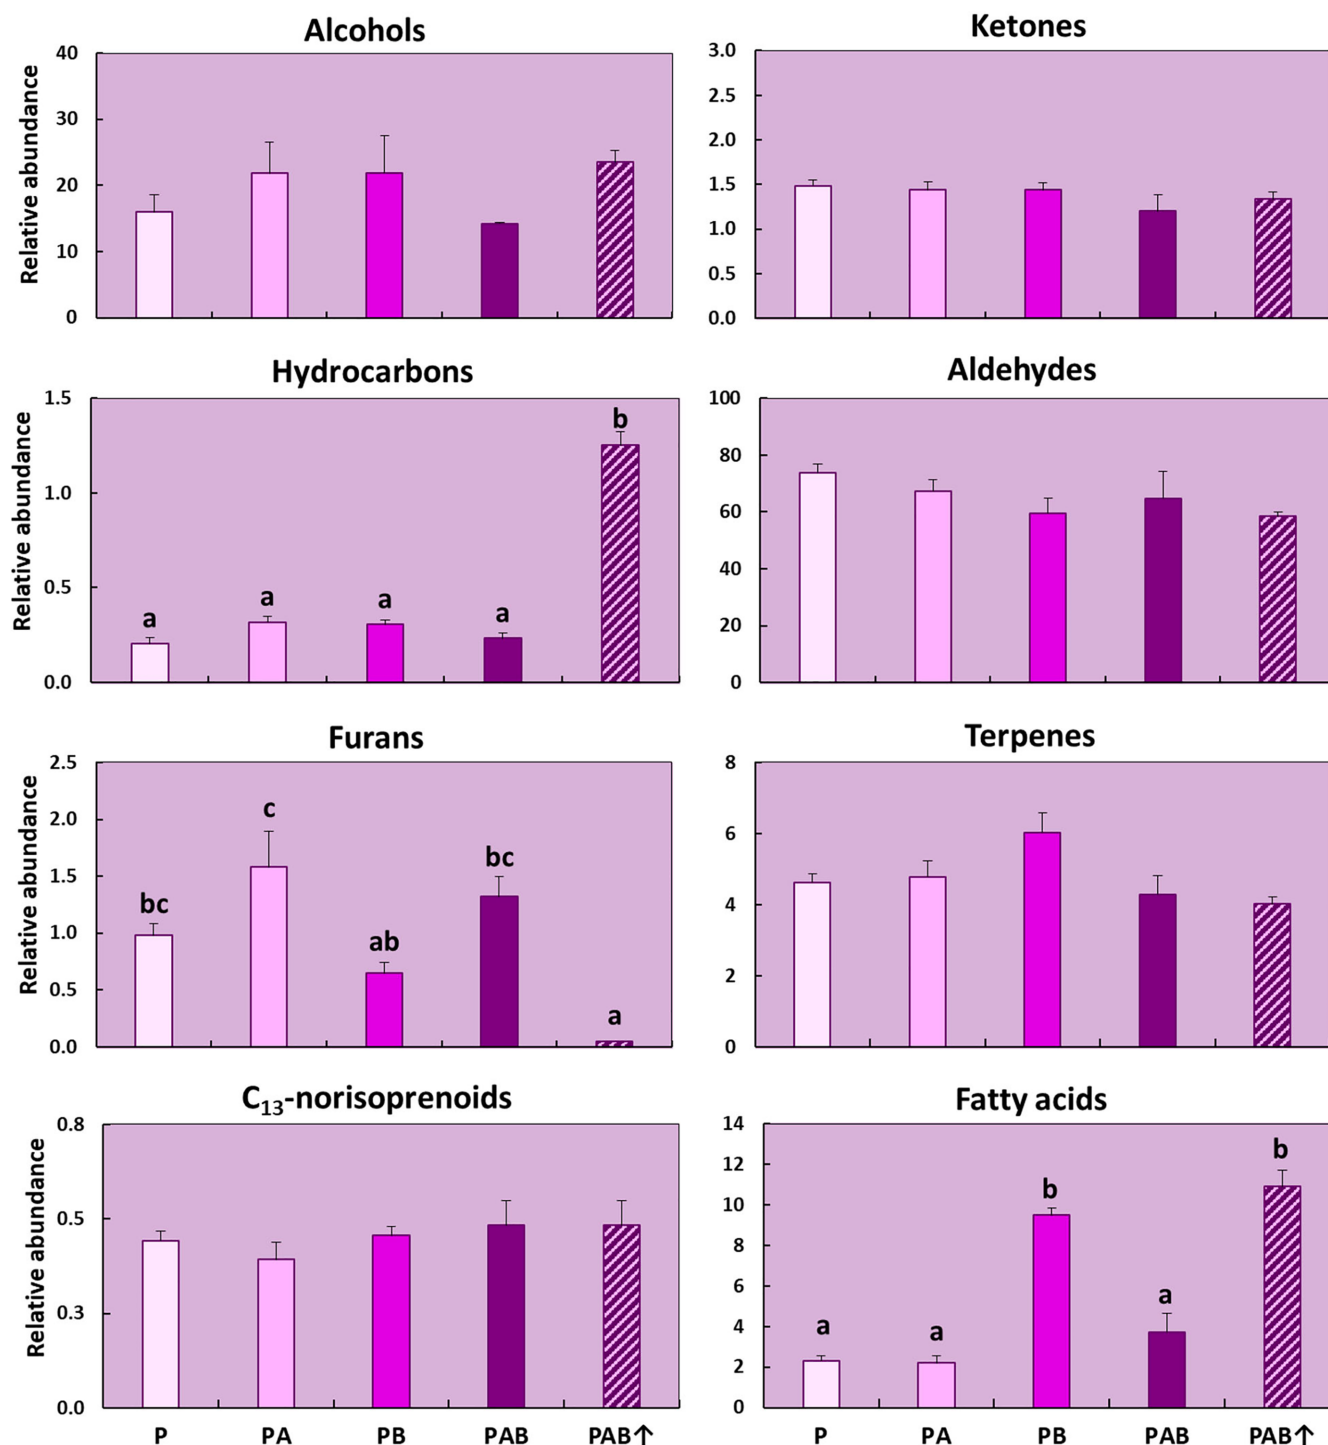 Alcohols
Relative abundance
40
30
20
10
0
Ketones
3.0
2.5
2.0
1.5
1.0
0.5
0.0
Hydrocarbons
Relative abundance
1.5
1.0
0.5
0.0
a
a
a
a
b
Aldehydes
100
80
60
40
20
0
Furans
Relative abundance
2.5
2.0
1.5
1.0
0.5
0.0
bc
c
ab
bc
a
Terpenes
8
6
4
2
0
C₁₃-norisoprenoids
Relative abundance
0.8
0.5
0.3
0.0
P PA PB PAB PAB↑
Fatty acids
14
12
10
8
6
4
2
0
a
a
b
a
b
P PA PB PAB PAB↑